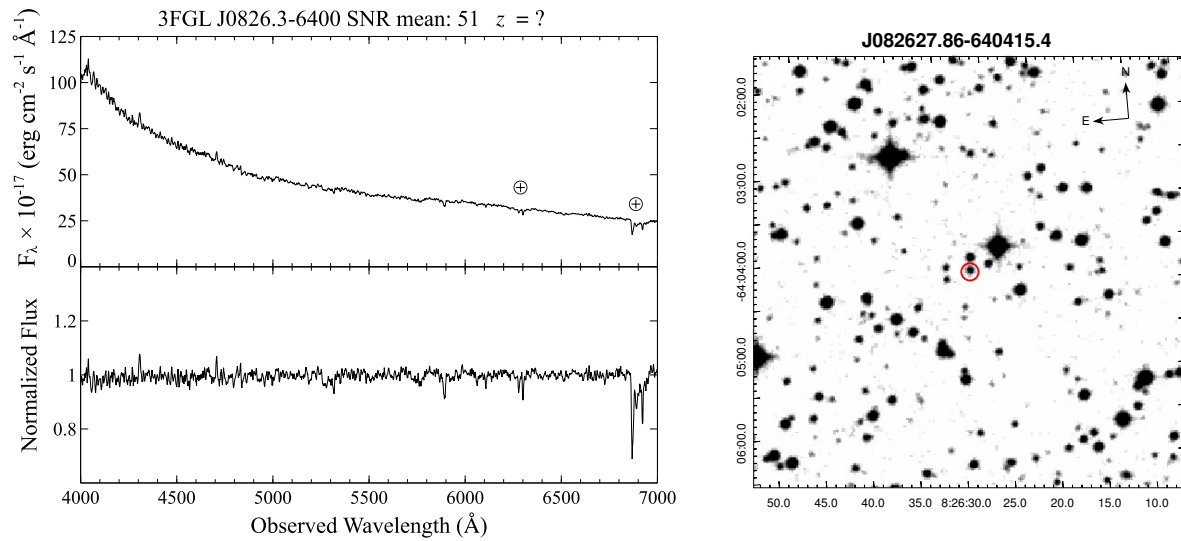 3FGL J0826.3-6400 SNR mean: 51 z = ?
F_λ × 10⁻¹⁷ (erg cm⁻² s⁻¹ Å⁻¹)
125
100
75
50
25
0
⊕
⊕
Normalized Flux
1.2
1
0.8
4000 4500 5000 5500 6000 6500 7000
Observed Wavelength (Å)
J082627.86-640415.4
N
E
02:00.0
03:00.0
-64:04:00.0
05:00.0
06:00.0
50.0 45.0 40.0 35.0 8:26:30.0 25.0 20.0 15.0 10.0